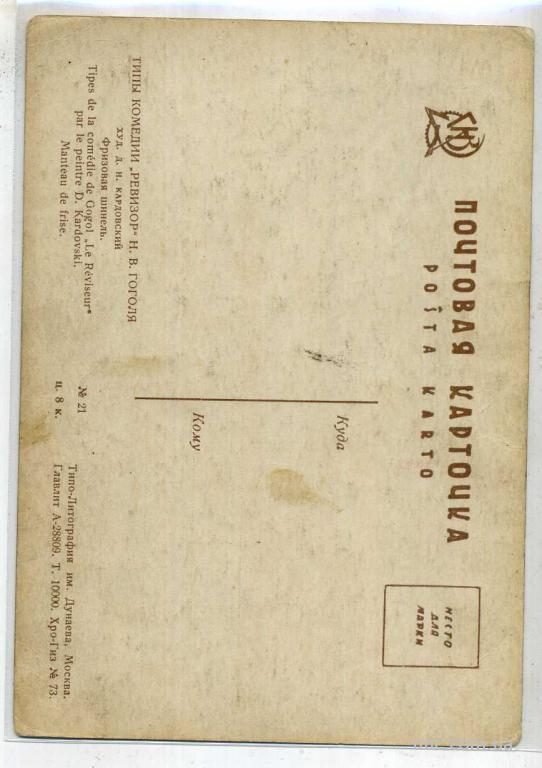 ПОЧТОВАЯ КАРТОЧКА
POŜTA KARTO
МЕСТО
ДЛЯ
МАРКИ
Куда
Кому
ТИПЫ КОМЕДИИ „РЕВИЗОР“ Н. В. ГОГОЛЯ
худ. Д. Н. КАРДОВСКИЙ
Фризовая шинель.
Tipes de la comédie de Gogol „Le Réviseur“
par le peintre D. Kardovski.
Manteau de frise.
№ 21
ц. 8 к.
Типо-Литография им. Дунаева, Москва.
Главлит А-28809. Т. 10000. Хро-Гиз № 73.